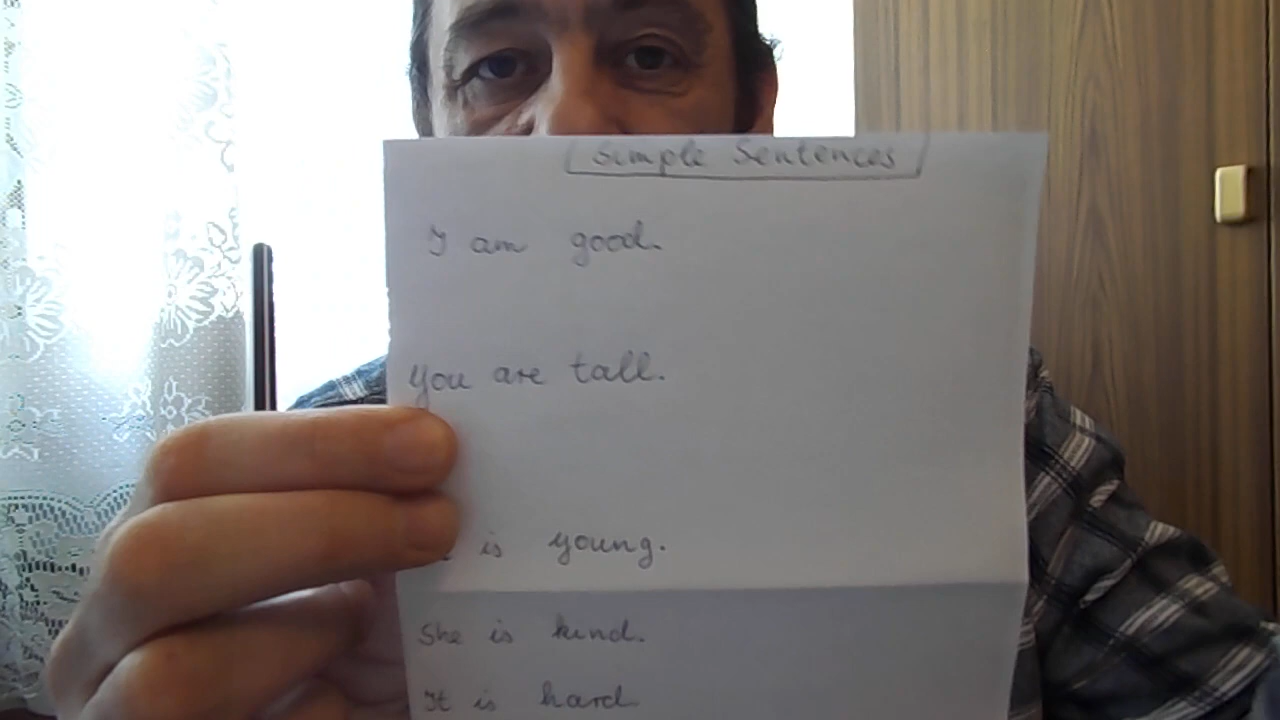 Simple Sentences
I am good.
You are tall.
is young.
She is kind.
It is hard.